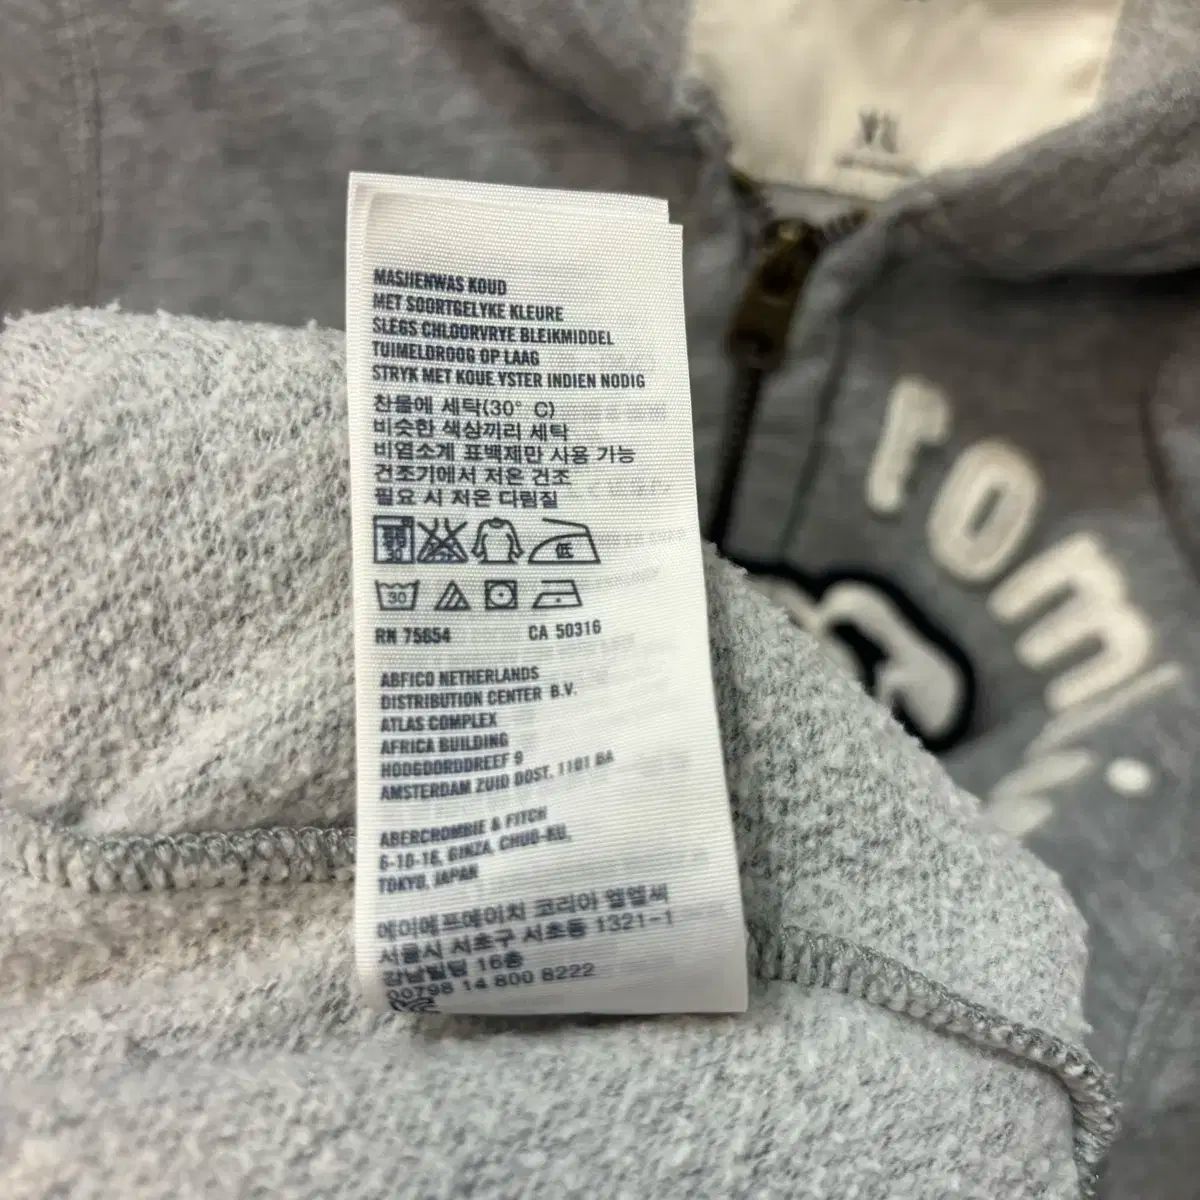 XL
rom
MASJIENWAS KOUD
MET SOORTGELYKE KLEURE
SLEGS CHLOORVRYE BLEIKMIDDEL
TUIMELDROOG OP LAAG
STRYK MET KOUE YSTER INDIEN NODIG
찬물에 세탁(30° C)
비슷한 색상끼리 세탁
비염소계 표백제만 사용 가능
건조기에서 저온 건조
필요 시 저온 다림질
低
30
RN 75654 CA 50316
ABFICO NETHERLANDS
DISTRIBUTION CENTER B.V.
ATLAS COMPLEX
AFRICA BUILDING
HOOGOORDDREEF 9
AMSTERDAM ZUID OOST, 1101 BA
ABERCROMBIE & FITCH
6-10-16, GINZA, CHUO-KU,
TOKYO, JAPAN
에이에프에이치 코리아 엘엘씨
서울시 서초구 서초동 1321-1
강남빌딩 16층
00798 14 800 8222